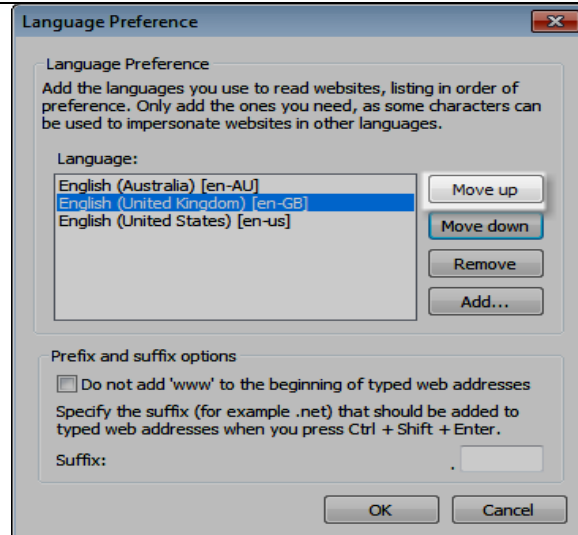 Language Preference
Language Preference
Add the languages you use to read websites, listing in order of
preference. Only add the ones you need, as some characters can
be used to impersonate websites in other languages.
Language:
English (Australia) [en-AU]
English (United Kingdom) [en-GB]
English (United States) [en-us]
Move up
Move down
Remove
Add...
Prefix and suffix options
Do not add 'www' to the beginning of typed web addresses
Specify the suffix (for example .net) that should be added to
typed web addresses when you press Ctrl + Shift + Enter.
Suffix: .
OK Cancel